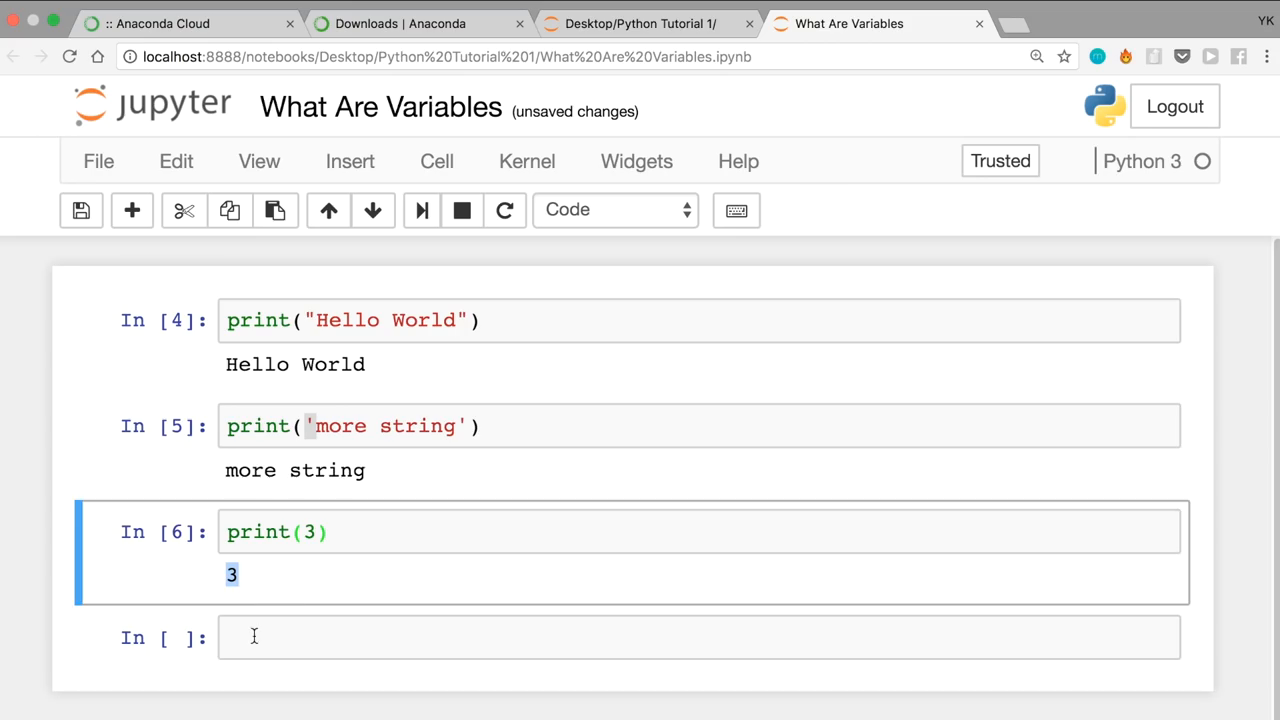 :: Anaconda Cloud
Downloads | Anaconda
Desktop/Python Tutorial 1/
What Are Variables
YK
localhost:8888/notebooks/Desktop/Python%20Tutorial%201/What%20Are%20Variables.ipynb
jupyter What Are Variables (unsaved changes)
Logout
File Edit View Insert Cell Kernel Widgets Help
Trusted
Python 3
Code
In [4]: print("Hello World")
Hello World
In [5]: print('more string')
more string
In [6]: print(3)
3
In [ ]: